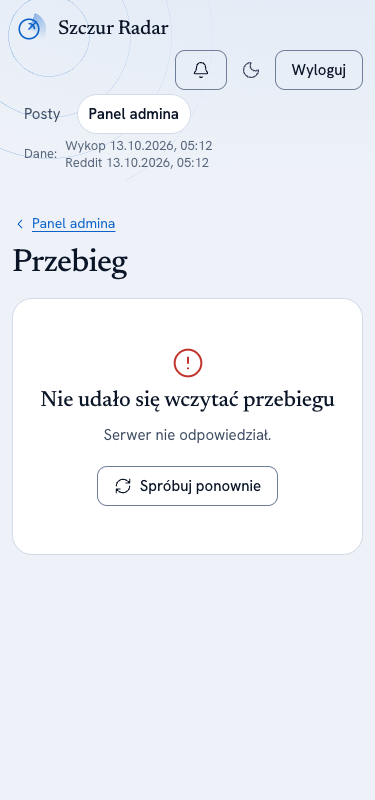 Szczur Radar
Wyloguj
Posty
Panel admina
Dane:
Wykop 13.10.2026, 05:12
Reddit 13.10.2026, 05:12
Panel admina
Przebieg
Nie udało się wczytać przebiegu
Serwer nie odpowiedział.
Spróbuj ponownie